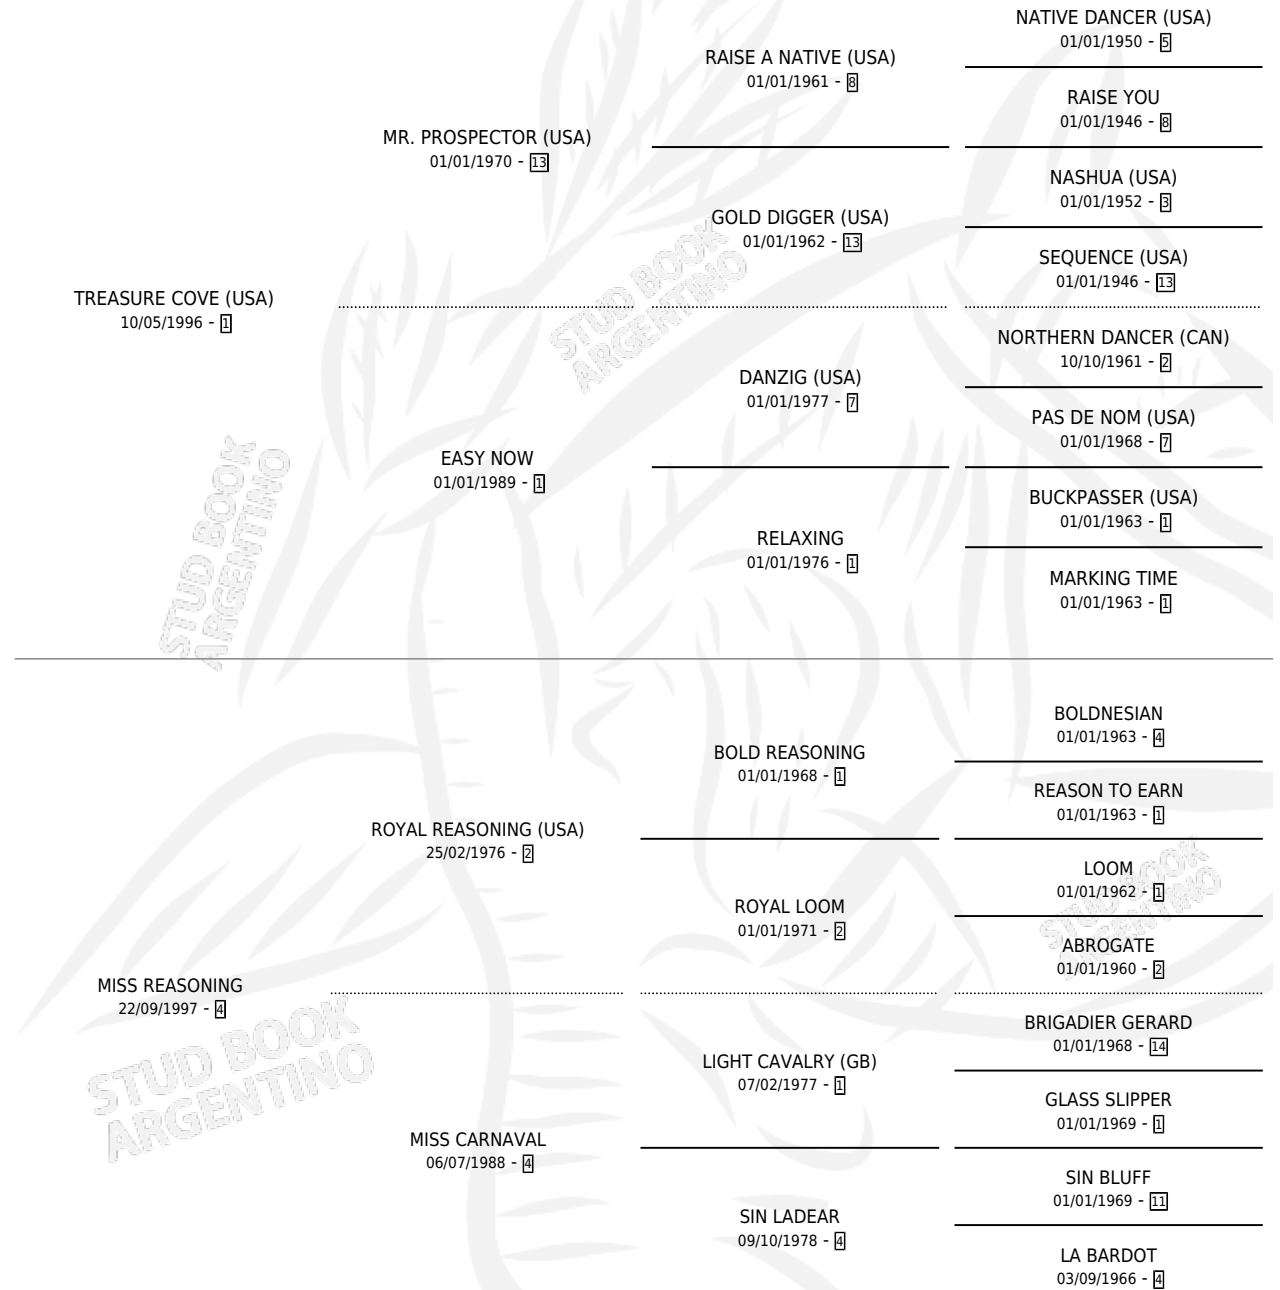 NATIVE DANCER (USA)
01/01/1950 - 5
RAISE A NATIVE (USA)
01/01/1961 - 8
RAISE YOU
01/01/1946 - 8
MR. PROSPECTOR (USA)
01/01/1970 - 13
NASHUA (USA)
01/01/1952 - 3
GOLD DIGGER (USA)
01/01/1962 - 13
SEQUENCE (USA)
01/01/1946 - 13
TREASURE COVE (USA)
10/05/1996 - 1
STUD BOOK
ARGENTINO
NORTHERN DANCER (CAN)
10/10/1961 - 2
DANZIG (USA)
01/01/1977 - 7
PAS DE NOM (USA)
01/01/1968 - 7
EASY NOW
01/01/1989 - 1
BUCKPASSER (USA)
01/01/1963 - 1
RELAXING
01/01/1976 - 1
MARKING TIME
01/01/1963 - 1
STUD BOOK
ARGENTINO
BOLDNESIAN
01/01/1963 - 4
BOLD REASONING
01/01/1968 - 1
REASON TO EARN
01/01/1963 - 1
ROYAL REASONING (USA)
25/02/1976 - 2
LOOM
01/01/1962 - 1
ROYAL LOOM
01/01/1971 - 2
STUD BOOK
ARGENTINO
ABROGATE
01/01/1960 - 2
MISS REASONING
22/09/1997 - 4
BRIGADIER GERARD
01/01/1968 - 14
LIGHT CAVALRY (GB)
07/02/1977 - 1
GLASS SLIPPER
01/01/1969 - 1
STUD BOOK
ARGENTINO
MISS CARNAVAL
06/07/1988 - 4
SIN BLUFF
01/01/1969 - 11
SIN LADEAR
09/10/1978 - 4
LA BARDOT
03/09/1966 - 4